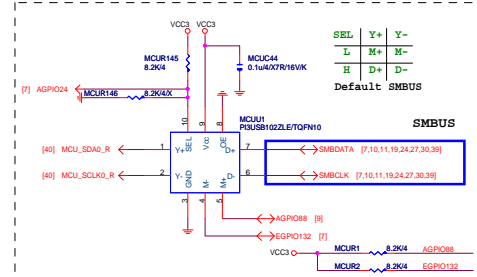 VCC3 VCC3
SEL Y+ Y-
L M+ M-
H D+ D-
Default SMBUS
MCUR145
8.2K/4
MCUC44
0.1u/4/X7R/16V/K
[7] AGPIO24
MCUR146 8.2K/4/X
MCUU1
PI3USB102ZLE/TQFN10
SMBUS
10 9 8
SEL Vcc OE
[40] MCU_SDA0_R 1 Y+ D+ 7 SMBDATA [7,10,11,19,24,27,30,39]
[40] MCU_SCLK0_R 2 Y- D- 6 SMBCLK [7,10,11,19,24,27,30,39]
GND M- M+
3 4 5
AGPIO88 [9]
EGPIO132 [7]
VCC3 MCUR1 8.2K/4 AGPIO88
MCUR2 8.2K/4 EGPIO132